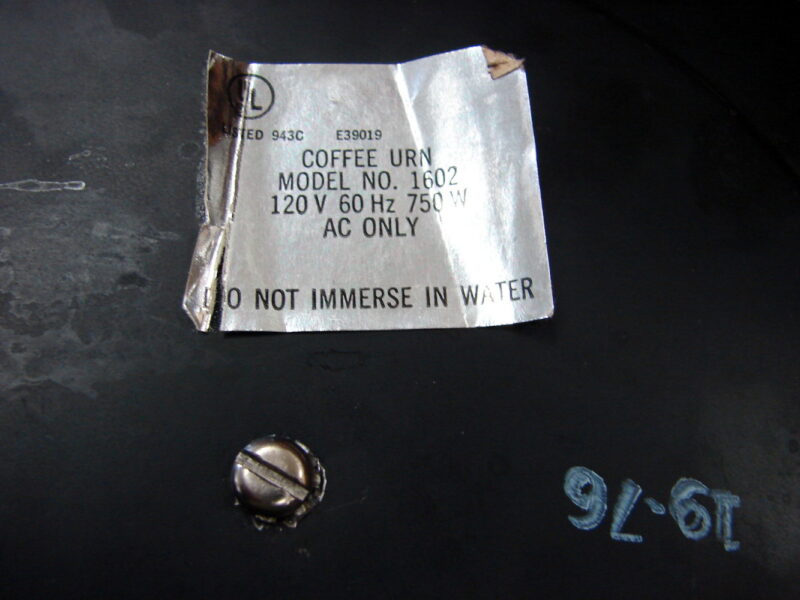 UL
LISTED 943C E39019
COFFEE URN
MODEL NO. 1602
120 V 60 Hz 750 W
AC ONLY
DO NOT IMMERSE IN WATER
19-76